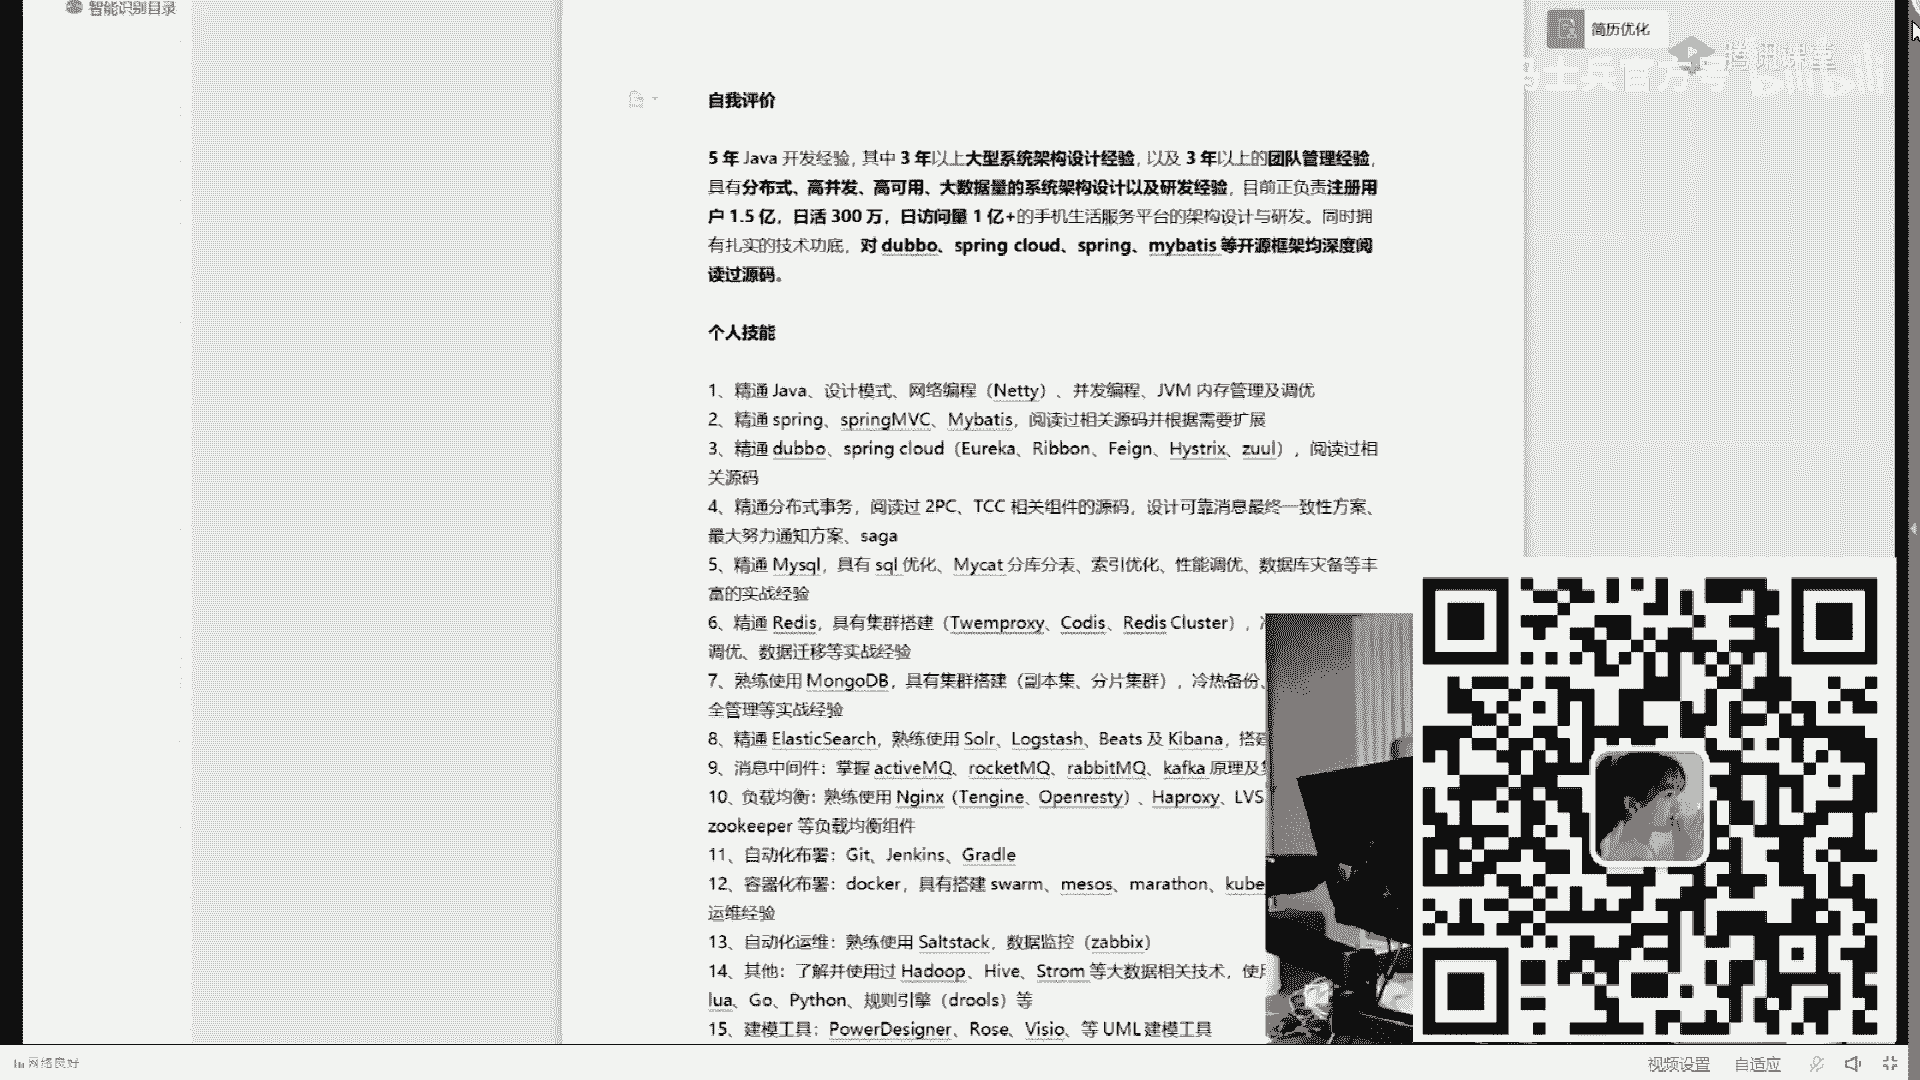 智能识别目录
简历优化
腾讯课堂
士兵官方号 bilibili
自我评价
5 年 Java 开发经验，其中 3 年以上大型系统架构设计经验，以及 3 年以上的团队管理经验，
具有分布式、高并发、高可用、大数据量的系统架构设计以及研发经验，目前正负责注册用
户 1.5 亿，日活 300 万，日访问量 1 亿+的手机生活服务平台的架构设计与研发。同时拥
有扎实的技术功底，对 dubbo、spring cloud、spring、mybatis 等开源框架均深度阅
读过源码。
个人技能
1、精通 Java、设计模式、网络编程（Netty）、并发编程、JVM 内存管理及调优
2、精通 spring、springMVC、Mybatis，阅读过相关源码并根据需要扩展
3、精通 dubbo、spring cloud（Eureka、Ribbon、Feign、Hystrix、zuul），阅读过相
关源码
4、精通分布式事务，阅读过 2PC、TCC 相关组件的源码，设计可靠消息最终一致性方案、
最大努力通知方案、saga
5、精通 Mysql，具有 sql 优化、Mycat 分库分表、索引优化、性能调优、数据库灾备等丰
富的实战经验
6、精通 Redis，具有集群搭建（Twemproxy、Codis、Redis Cluster），
调优、数据迁移等实战经验
7、熟练使用 MongoDB，具有集群搭建（副本集、分片集群），冷热备份、
全管理等实战经验
8、精通 ElasticSearch，熟练使用 Solr、Logstash、Beats 及 Kibana，搭
9、消息中间件：掌握 activeMQ、rocketMQ、rabbitMQ、kafka 原理及
10、负载均衡：熟练使用 Nginx（Tengine、Openresty）、Haproxy、LVS
zookeeper 等负载均衡组件
11、自动化布署：Git、Jenkins、Gradle
12、容器化布署：docker，具有搭建 swarm、mesos、marathon、kube
运维经验
13、自动化运维：熟练使用 Saltstack，数据监控（zabbix）
14、其他：了解并使用过 Hadoop、Hive、Strom 等大数据相关技术，使
lua、Go、Python、规则引擎（drools）等
15、建模工具：PowerDesigner、Rose、Visio、等 UML 建模工具
网络良好
视频设置 自适应